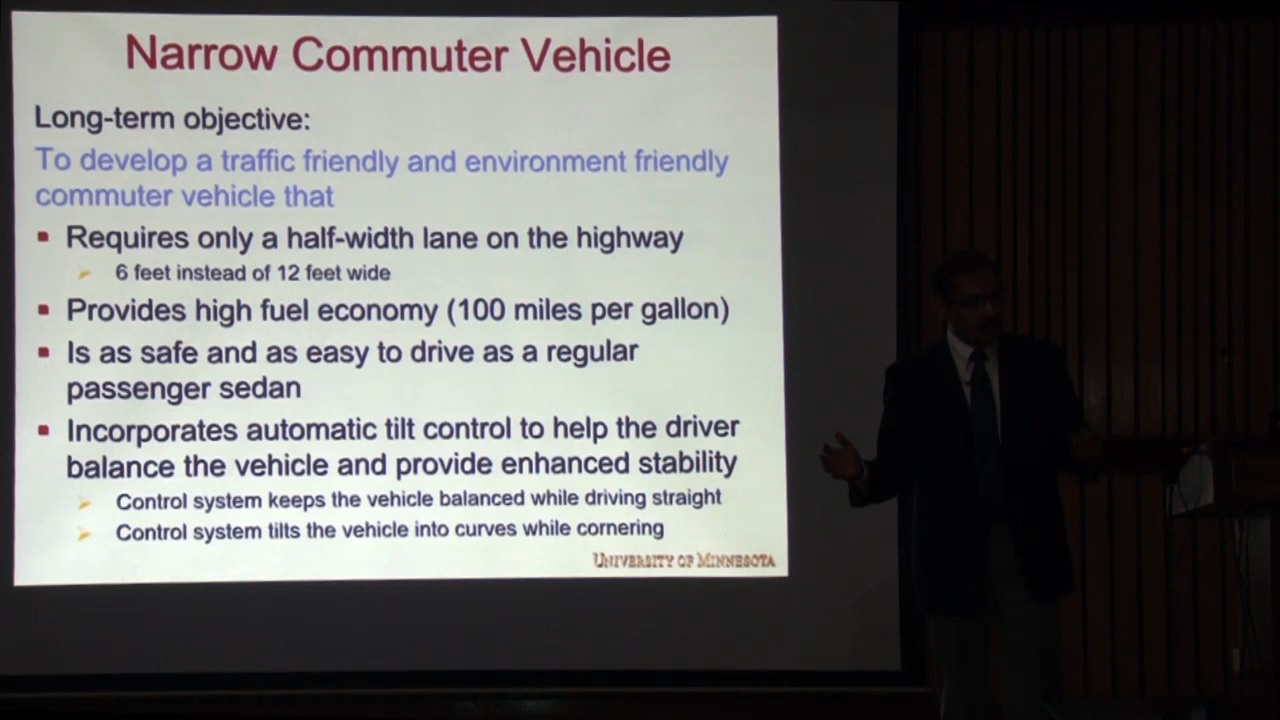 Narrow Commuter Vehicle
Long-term objective:
To develop a traffic friendly and environment friendly
commuter vehicle that
Requires only a half-width lane on the highway
6 feet instead of 12 feet wide
Provides high fuel economy (100 miles per gallon)
Is as safe and as easy to drive as a regular
passenger sedan
Incorporates automatic tilt control to help the driver
balance the vehicle and provide enhanced stability
Control system keeps the vehicle balanced while driving straight
Control system tilts the vehicle into curves while cornering
UNIVERSITY OF MINNESOTA